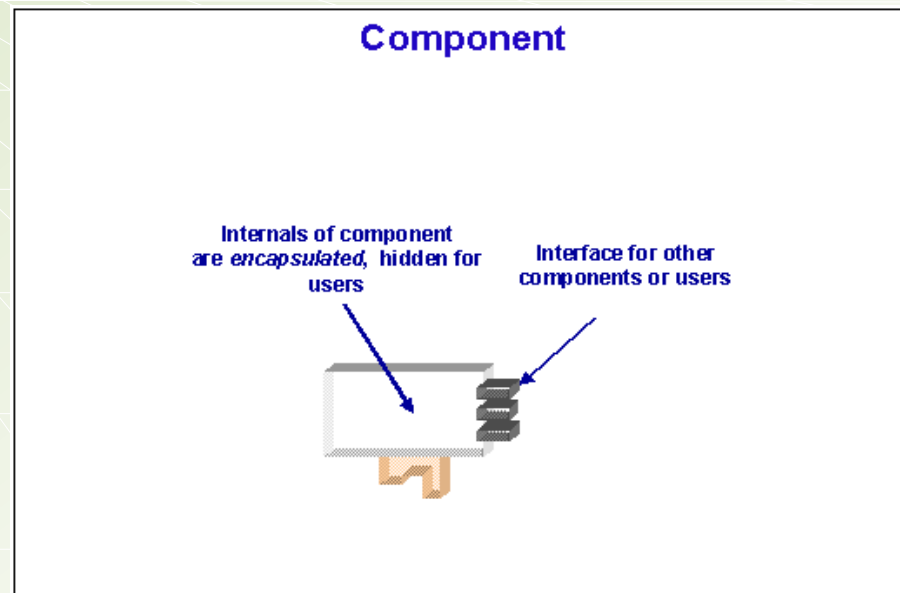 Component
Internals of component
are encapsulated, hidden for
users
Interface for other
components or users